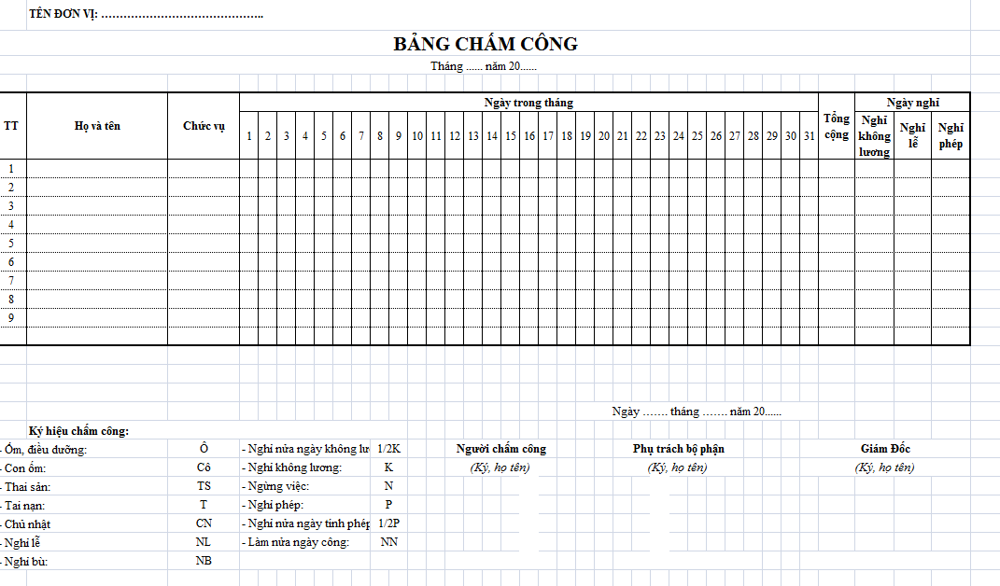 TÊN ĐƠN VỊ: ……………………………………..
BẢNG CHẤM CÔNG
Tháng ...... năm 20......
TT Họ và tên Chức vụ Ngày trong tháng Tổng cộng Ngày nghỉ
1 2 3 4 5 6 7 8 9 10 11 12 13 14 15 16 17 18 19 20 21 22 23 24 25 26 27 28 29 30 31 Nghỉ không lương Nghỉ lễ Nghỉ phép
1
2
3
4
5
6
7
8
9
Ngày ……. tháng ……. năm 20......
Ký hiệu chấm công:
- Ốm, điều dưỡng: Ô - Nghỉ nửa ngày không lư 1/2K Người chấm công Phụ trách bộ phận Giám Đốc
- Con ốm: Cô - Nghỉ không lương: K (Ký, họ tên) (Ký, họ tên) (Ký, họ tên)
- Thai sản: TS - Ngừng việc: N
- Tai nạn: T - Nghỉ phép: P
- Chủ nhật CN - Nghỉ nửa ngày tính phép 1/2P
- Nghỉ lễ NL - Làm nửa ngày công: NN
- Nghỉ bù: NB